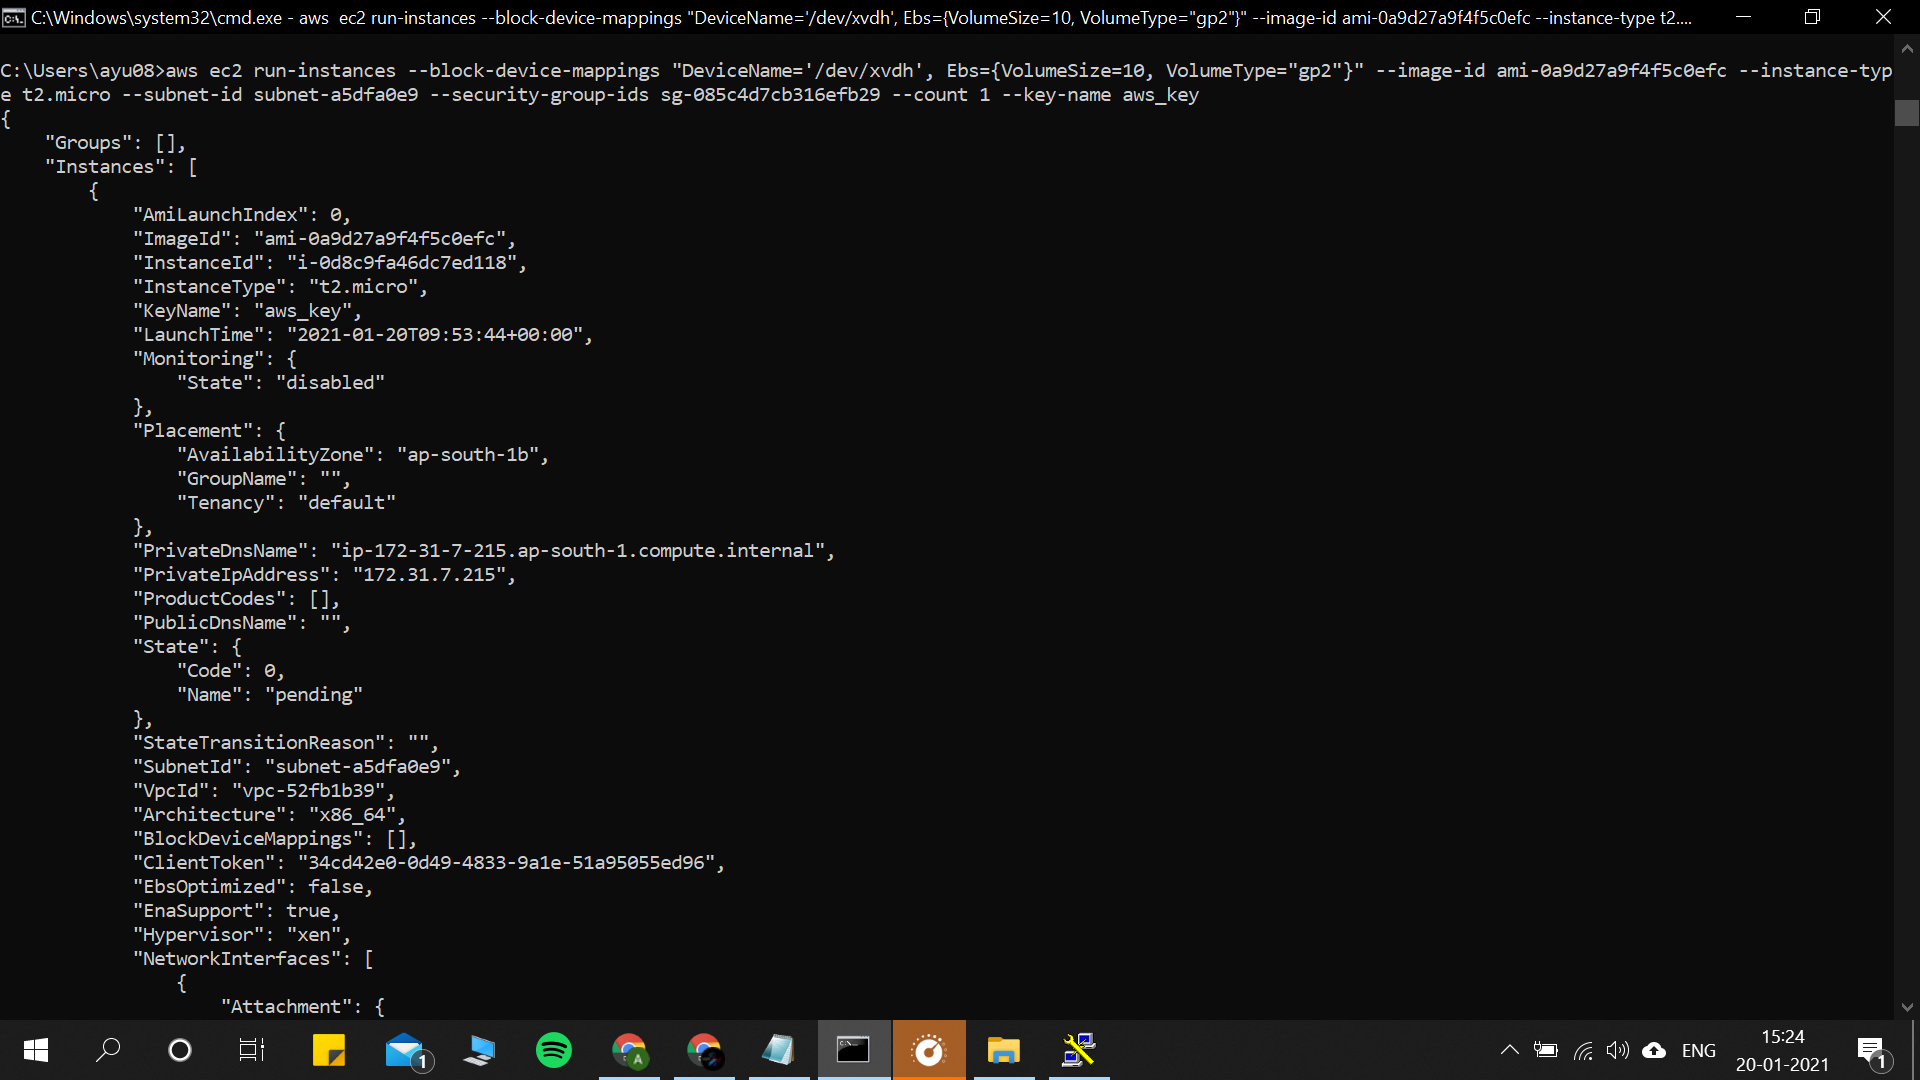 C:\Windows\system32\cmd.exe - aws  ec2 run-instances --block-device-mappings "DeviceName='/dev/xvdh', Ebs={VolumeSize=10, VolumeType="gp2"}" --image-id ami-0a9d27a9f4f5c0efc --instance-type t2....
C:\Users\ayu08>aws ec2 run-instances --block-device-mappings "DeviceName='/dev/xvdh', Ebs={VolumeSize=10, VolumeType="gp2"}" --image-id ami-0a9d27a9f4f5c0efc --instance-typ
e t2.micro --subnet-id subnet-a5dfa0e9 --security-group-ids sg-085c4d7cb316efb29 --count 1 --key-name aws_key
{
    "Groups": [],
    "Instances": [
        {
            "AmiLaunchIndex": 0,
            "ImageId": "ami-0a9d27a9f4f5c0efc",
            "InstanceId": "i-0d8c9fa46dc7ed118",
            "InstanceType": "t2.micro",
            "KeyName": "aws_key",
            "LaunchTime": "2021-01-20T09:53:44+00:00",
            "Monitoring": {
                "State": "disabled"
            },
            "Placement": {
                "AvailabilityZone": "ap-south-1b",
                "GroupName": "",
                "Tenancy": "default"
            },
            "PrivateDnsName": "ip-172-31-7-215.ap-south-1.compute.internal",
            "PrivateIpAddress": "172.31.7.215",
            "ProductCodes": [],
            "PublicDnsName": "",
            "State": {
                "Code": 0,
                "Name": "pending"
            },
            "StateTransitionReason": "",
            "SubnetId": "subnet-a5dfa0e9",
            "VpcId": "vpc-52fb1b39",
            "Architecture": "x86_64",
            "BlockDeviceMappings": [],
            "ClientToken": "34cd42e0-0d49-4833-9a1e-51a95055ed96",
            "EbsOptimized": false,
            "EnaSupport": true,
            "Hypervisor": "xen",
            "NetworkInterfaces": [
                {
                    "Attachment": {
1
A
ENG
15:24
20-01-2021
1